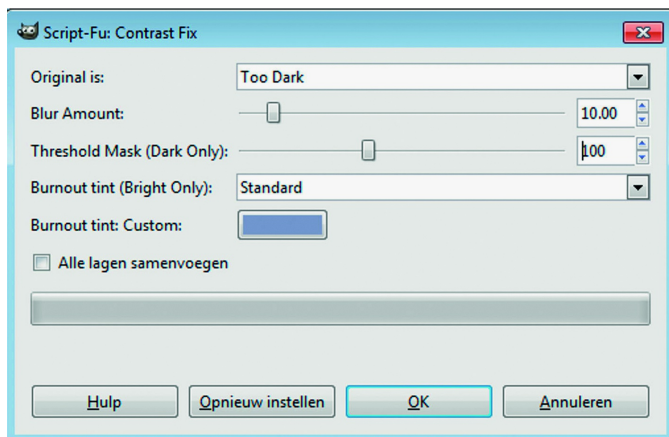 Script-Fu: Contrast Fix
Original is: Too Dark
Blur Amount: 10.00
Threshold Mask (Dark Only): 100
Burnout tint (Bright Only): Standard
Burnout tint: Custom:
Alle lagen samenvoegen
Hulp Opnieuw instellen OK Annuleren